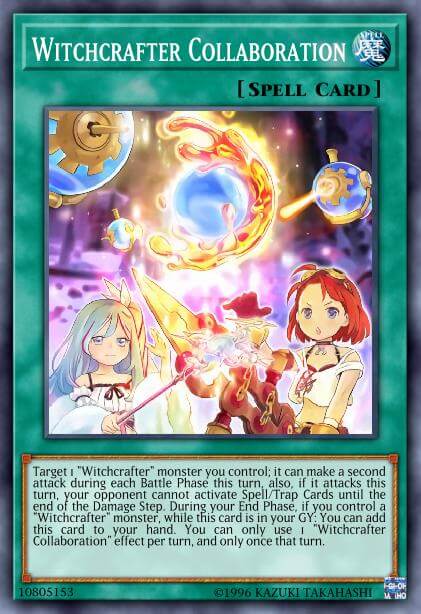 WITCHCRAFTER COLLABORATION
SPELL
魔
[SPELL CARD]
Target 1 "Witchcrafter" monster you control; it can make a second
attack during each Battle Phase this turn, also, if it attacks this
turn, your opponent cannot activate Spell/Trap Cards until the
end of the Damage Step. During your End Phase, if you control a
"Witchcrafter" monster, while this card is in your GY: You can add
this card to your hand. You can only use 1 "Witchcrafter
Collaboration" effect per turn, and only once that turn.
10805153
©1996 KAZUKI TAKAHASHI